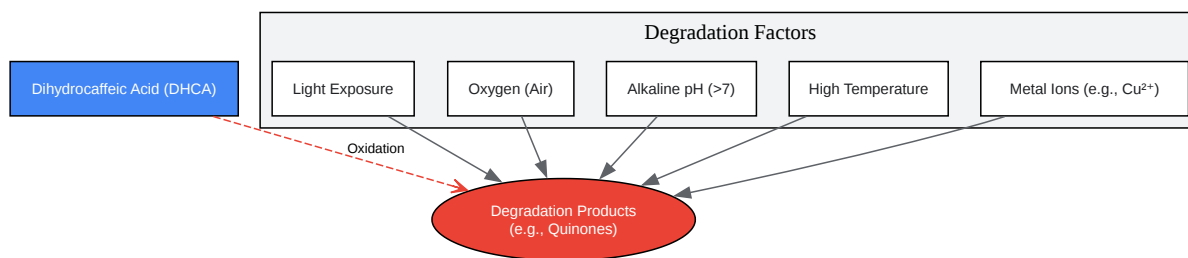 Degradation Factors
Dihydrocaffeic Acid (DHCA)
Light Exposure
Oxygen (Air)
Alkaline pH (>7)
High Temperature
Metal Ions (e.g., Cu²⁺)
Oxidation
Degradation Products
(e.g., Quinones)